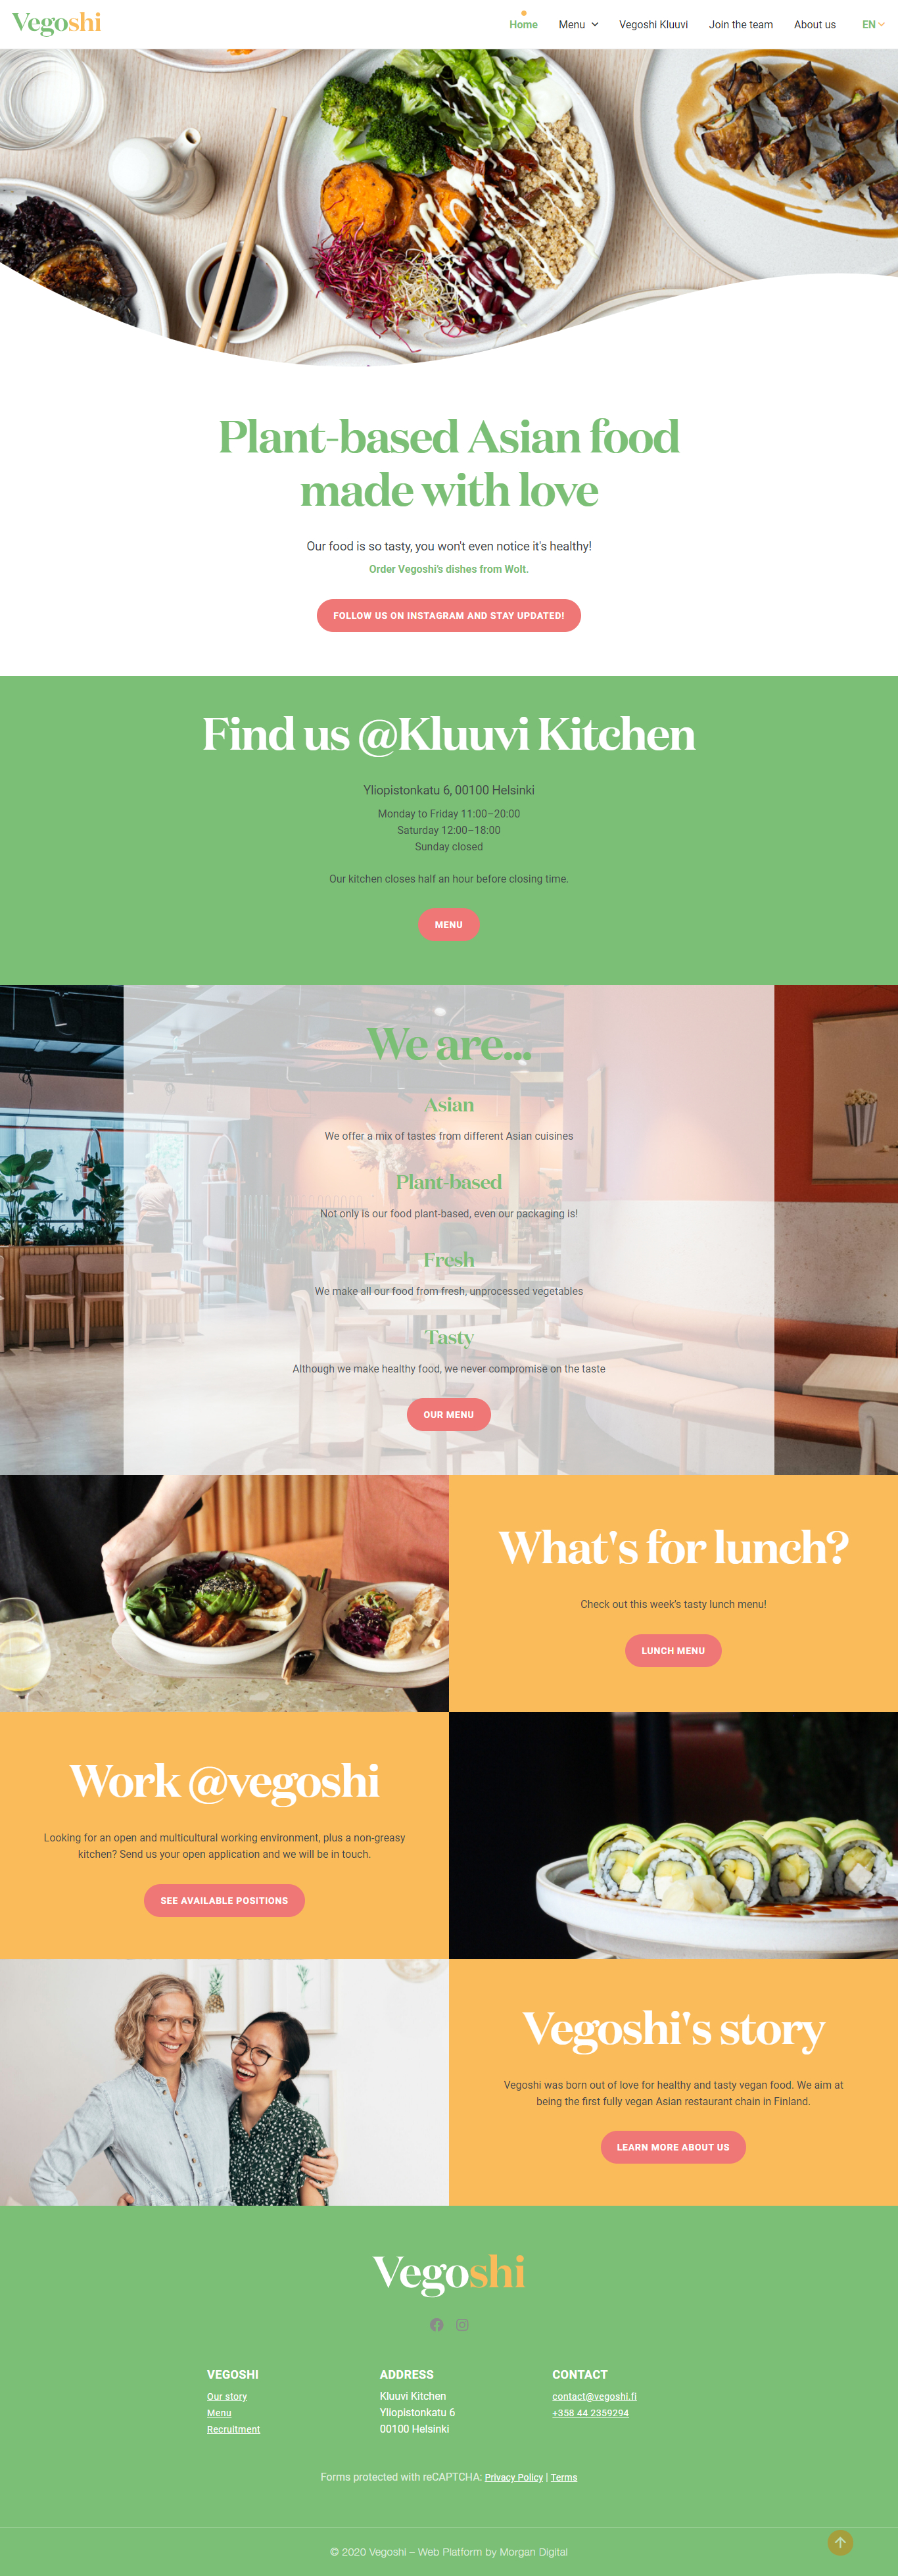 Vegoshi
Home Menu Vegoshi Kluuvi Join the team About us EN
Plant-based Asian food
made with love
Our food is so tasty, you won't even notice it's healthy!
Order Vegoshi's dishes from Wolt.
FOLLOW US ON INSTAGRAM AND STAY UPDATED!
Find us @Kluuvi Kitchen
Yliopistonkatu 6, 00100 Helsinki
Monday to Friday 11:00–20:00
Saturday 12:00–18:00
Sunday closed
Our kitchen closes half an hour before closing time.
MENU
We are...
Asian
We offer a mix of tastes from different Asian cuisines
Plant-based
Not only is our food plant-based, even our packaging is!
Fresh
We make all our food from fresh, unprocessed vegetables
Tasty
Although we make healthy food, we never compromise on the taste
OUR MENU
What's for lunch?
Check out this week's tasty lunch menu!
LUNCH MENU
Work @vegoshi
Looking for an open and multicultural working environment, plus a non-greasy
kitchen? Send us your open application and we will be in touch.
SEE AVAILABLE POSITIONS
Vegoshi's story
Vegoshi was born out of love for healthy and tasty vegan food. We aim at
being the first fully vegan Asian restaurant chain in Finland.
LEARN MORE ABOUT US
Vegoshi
VEGOSHI
Our story
Menu
Recruitment
ADDRESS
Kluuvi Kitchen
Yliopistonkatu 6
00100 Helsinki
CONTACT
contact@vegoshi.fi
+358 44 2359294
Forms protected with reCAPTCHA: Privacy Policy | Terms
© 2020 Vegoshi – Web Platform by Morgan Digital